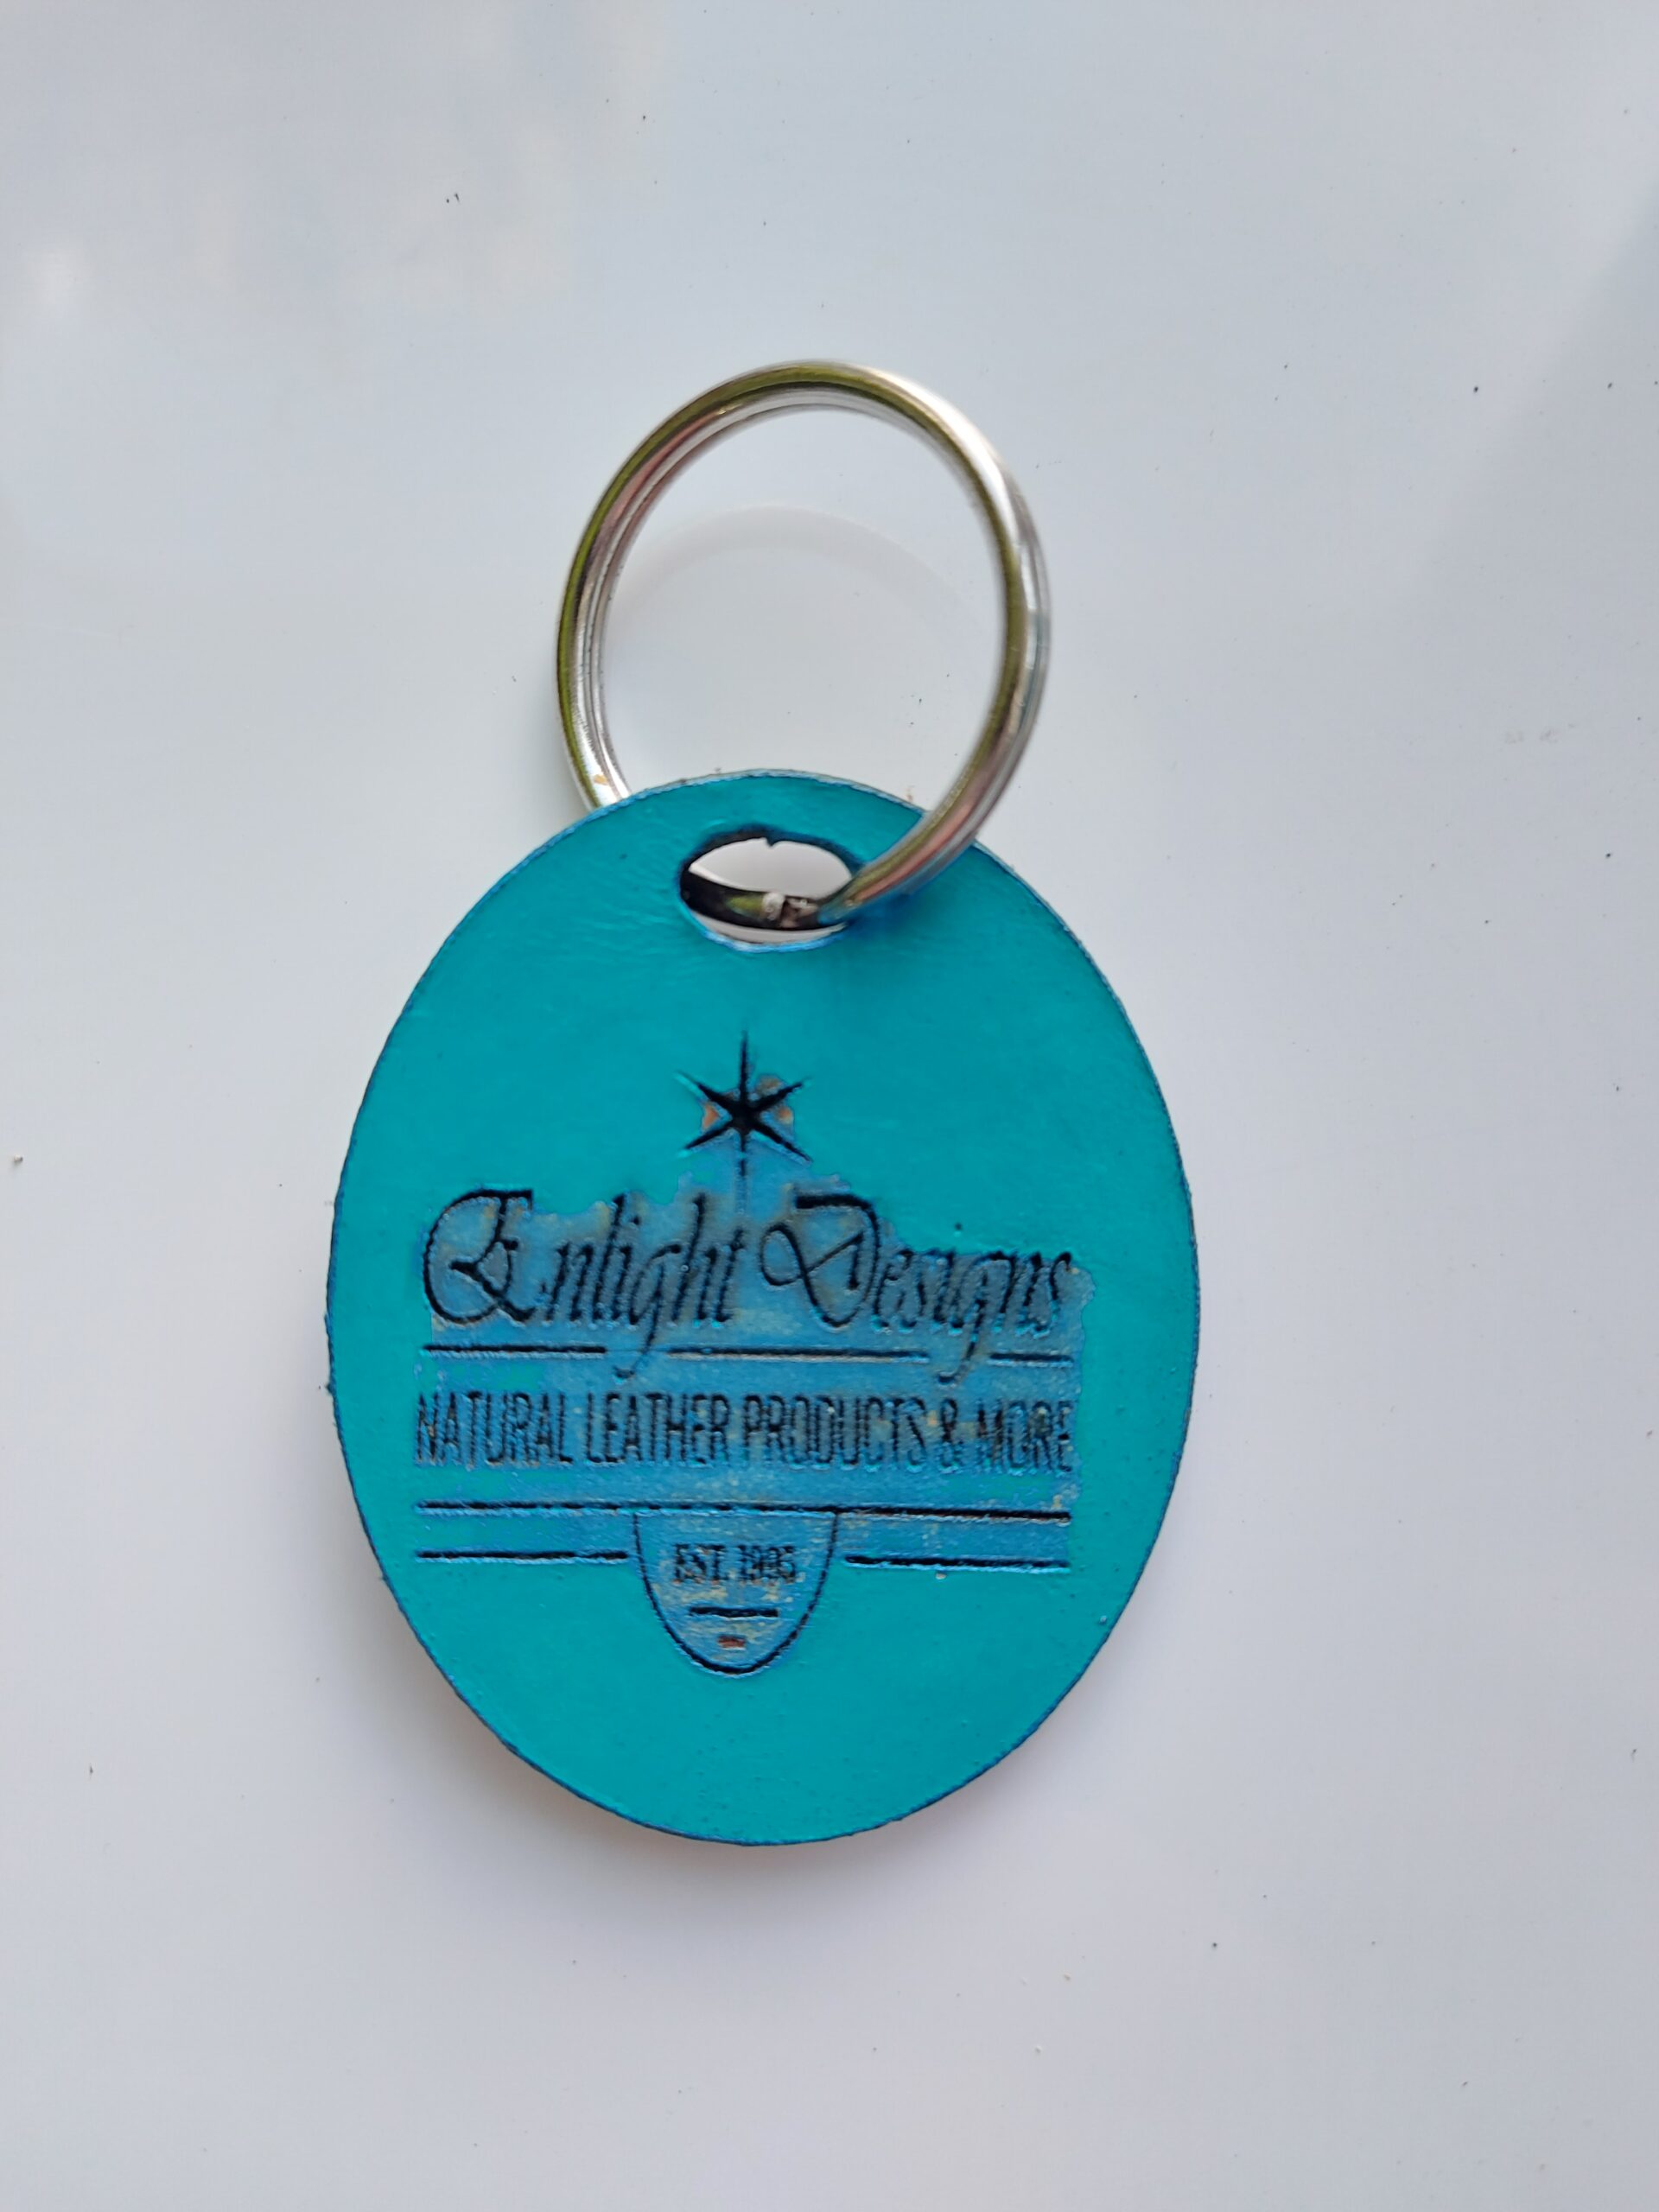 Enlight Designs
NATURAL LEATHER PRODUCTS & MORE
EST. 1995